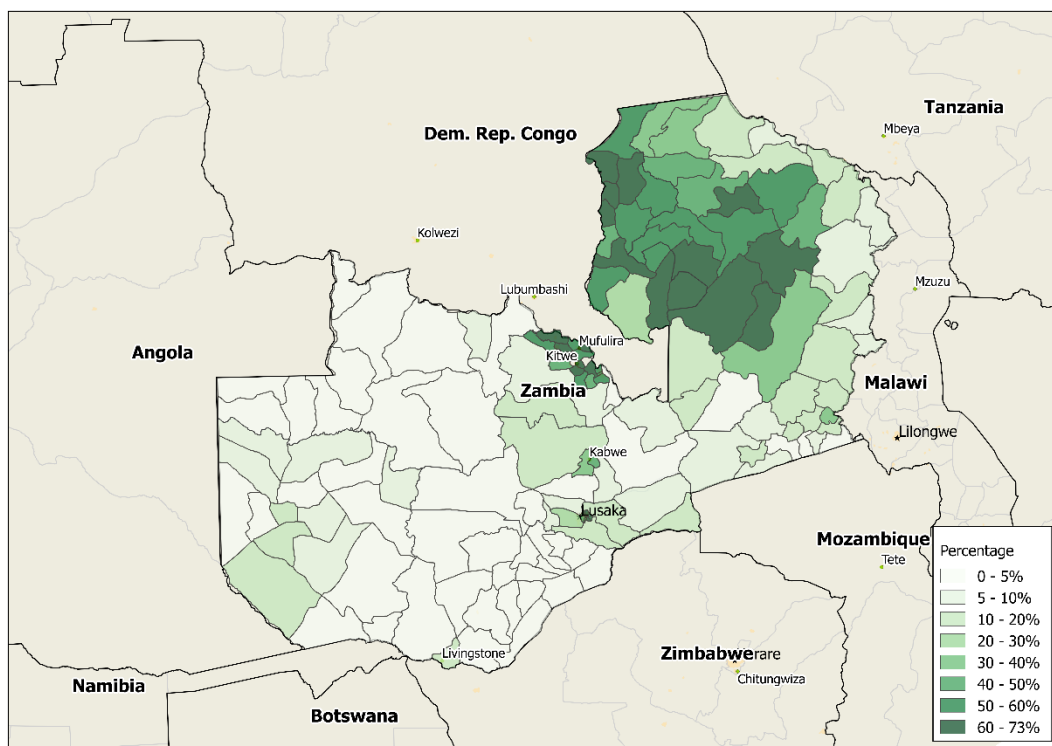 Tanzania
Mbeya
Dem. Rep. Congo
Kolwezi
Mzuzu
Lubumbashi
Mufulira
Angola
Kitwe
Zambia
Malawi
Lilongwe
Kabwe
Lusaka
Mozambique
Tete
Percentage
0 - 5%
5 - 10%
10 - 20%
20 - 30%
30 - 40%
40 - 50%
50 - 60%
60 - 73%
Livingstone
Zimbabwe
rare
Chitungwiza
Namibia
Botswana